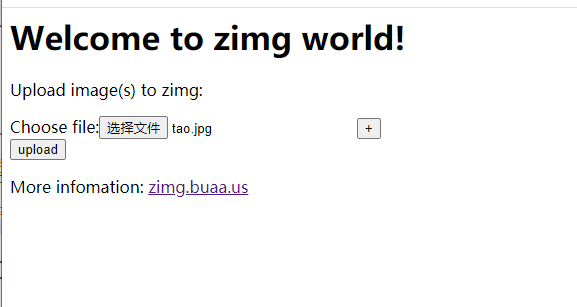 Welcome to zimg world!
Upload image(s) to zimg:
Choose file: 选择文件 tao.jpg +
upload
More infomation: zimg.buaa.us